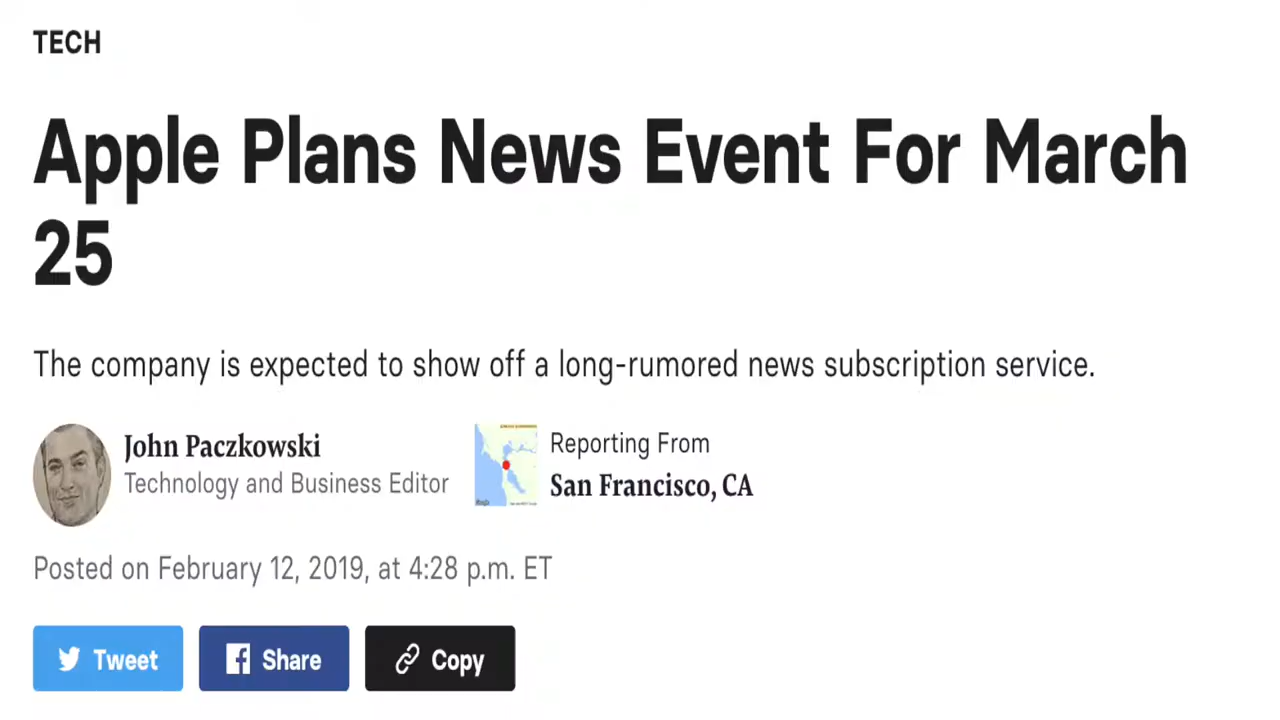 TECH
Apple Plans News Event For March
25
The company is expected to show off a long-rumored news subscription service.
John Paczkowski
Technology and Business Editor
Reporting From
San Francisco, CA
Posted on February 12, 2019, at 4:28 p.m. ET
Tweet
Share
Copy